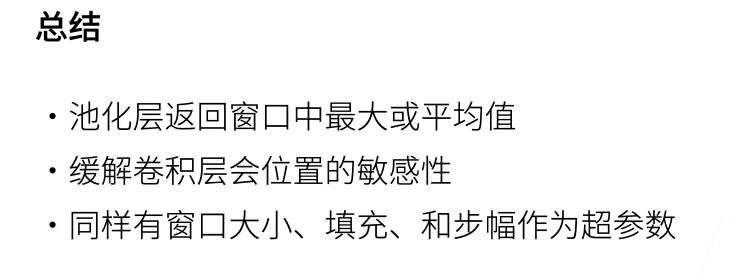 总结
• 池化层返回窗口中最大或平均值
• 缓解卷积层会位置的敏感性
• 同样有窗口大小、填充、和步幅作为超参数